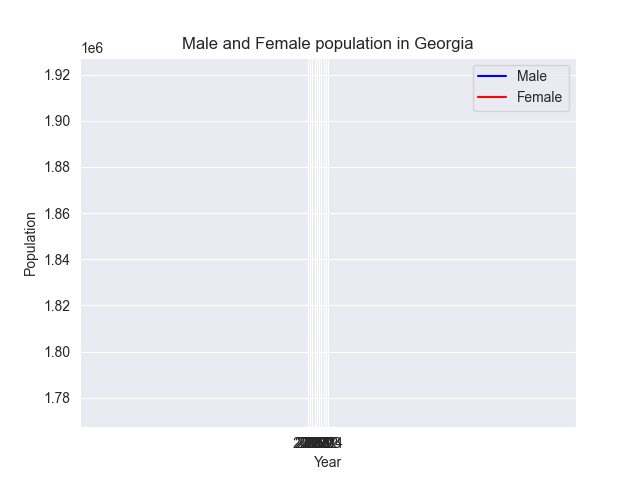 Male and Female population in Georgia
1e6
1.92
1.90
1.88
1.86
1.84
1.82
1.80
1.78
Population
Male
Female
Year